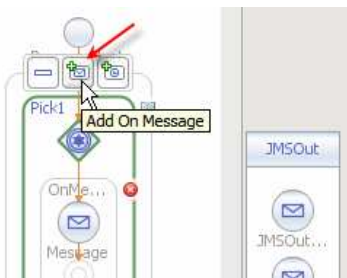 Pick1
Add On Message
JMSOut
OnMe...
JMSOut...
Message